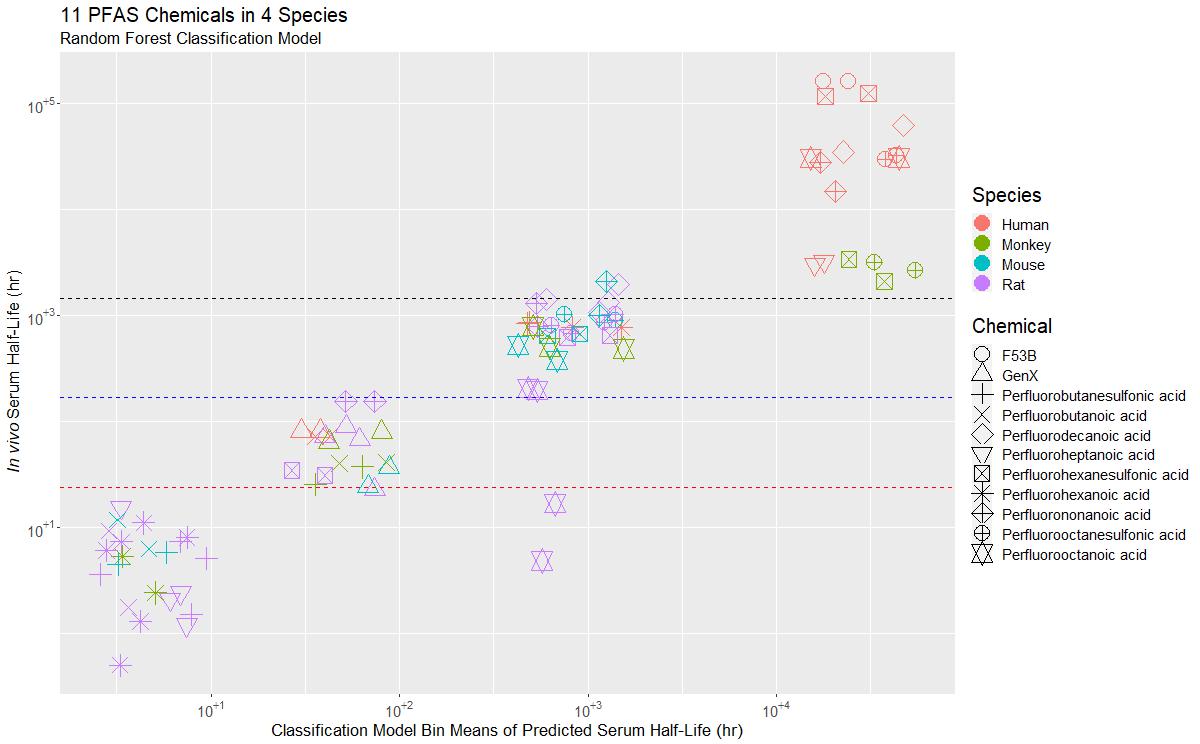 11 PFAS Chemicals in 4 Species
Random Forest Classification Model
In vivo Serum Half-Life (hr)
10+5
10+3
10+1
10+1
10+2
10+3
10+4
Classification Model Bin Means of Predicted Serum Half-Life (hr)
Species
Human
Monkey
Mouse
Rat
Chemical
F53B
GenX
Perfluorobutanesulfonic acid
Perfluorobutanoic acid
Perfluorodecanoic acid
Perfluoroheptanoic acid
Perfluorohexanesulfonic acid
Perfluorohexanoic acid
Perfluorononanoic acid
Perfluorooctanesulfonic acid
Perfluorooctanoic acid